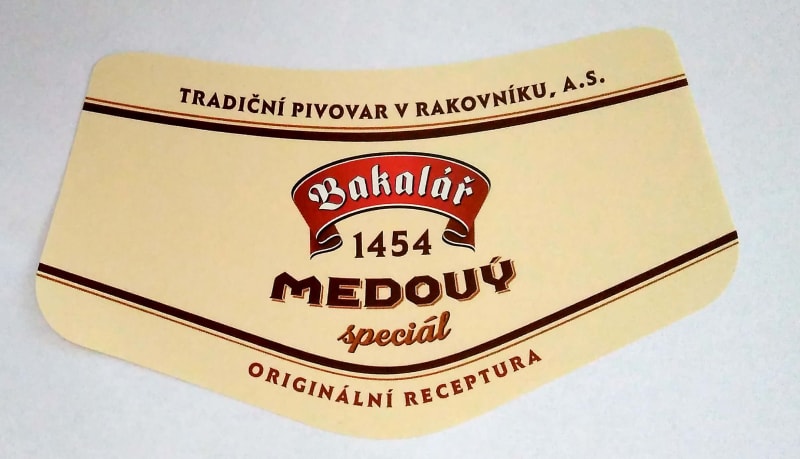 TRADIČNÍ PIVOVAR V RAKOVNÍKU, A.S.
Bakalář
1454
MEDOVÝ
speciál
ORIGINÁLNÍ RECEPTURA